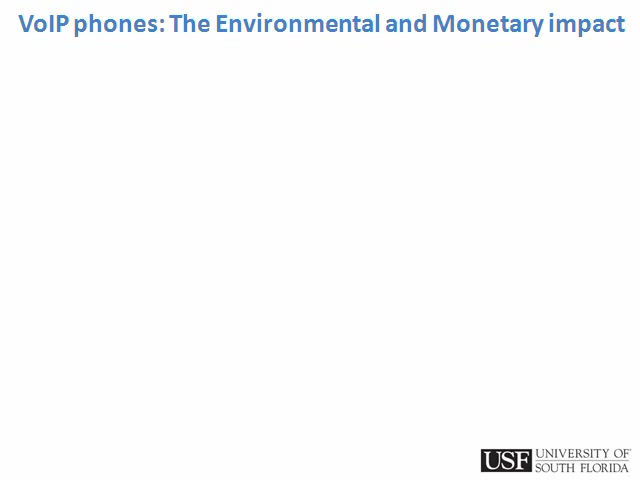 VoIP phones: The Environmental and Monetary impact
USF UNIVERSITY OF
SOUTH FLORIDA